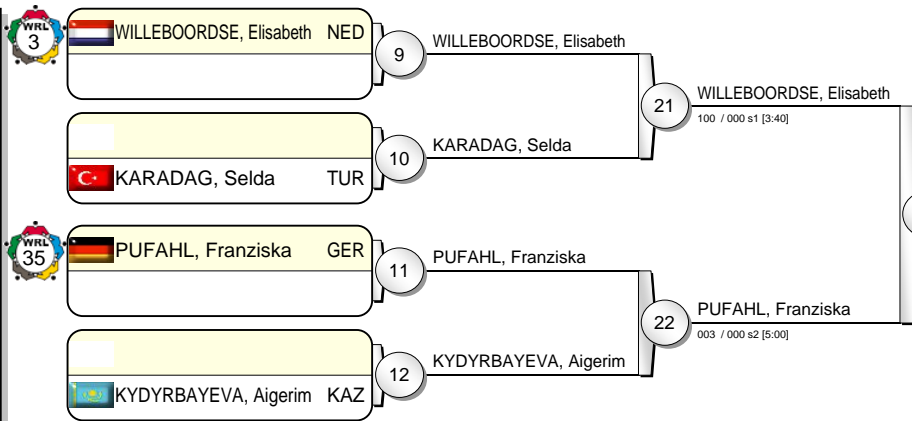 WRL
3
WILLEBOORDSE, Elisabeth NED
9
WILLEBOORDSE, Elisabeth
21
WILLEBOORDSE, Elisabeth
100 / 000 s1 [3:40]
KARADAG, Selda TUR
10
KARADAG, Selda
WRL
35
PUFAHL, Franziska GER
11
PUFAHL, Franziska
22
PUFAHL, Franziska
003 / 000 s2 [5:00]
KYDYRBAYEVA, Aigerim KAZ
12
KYDYRBAYEVA, Aigerim